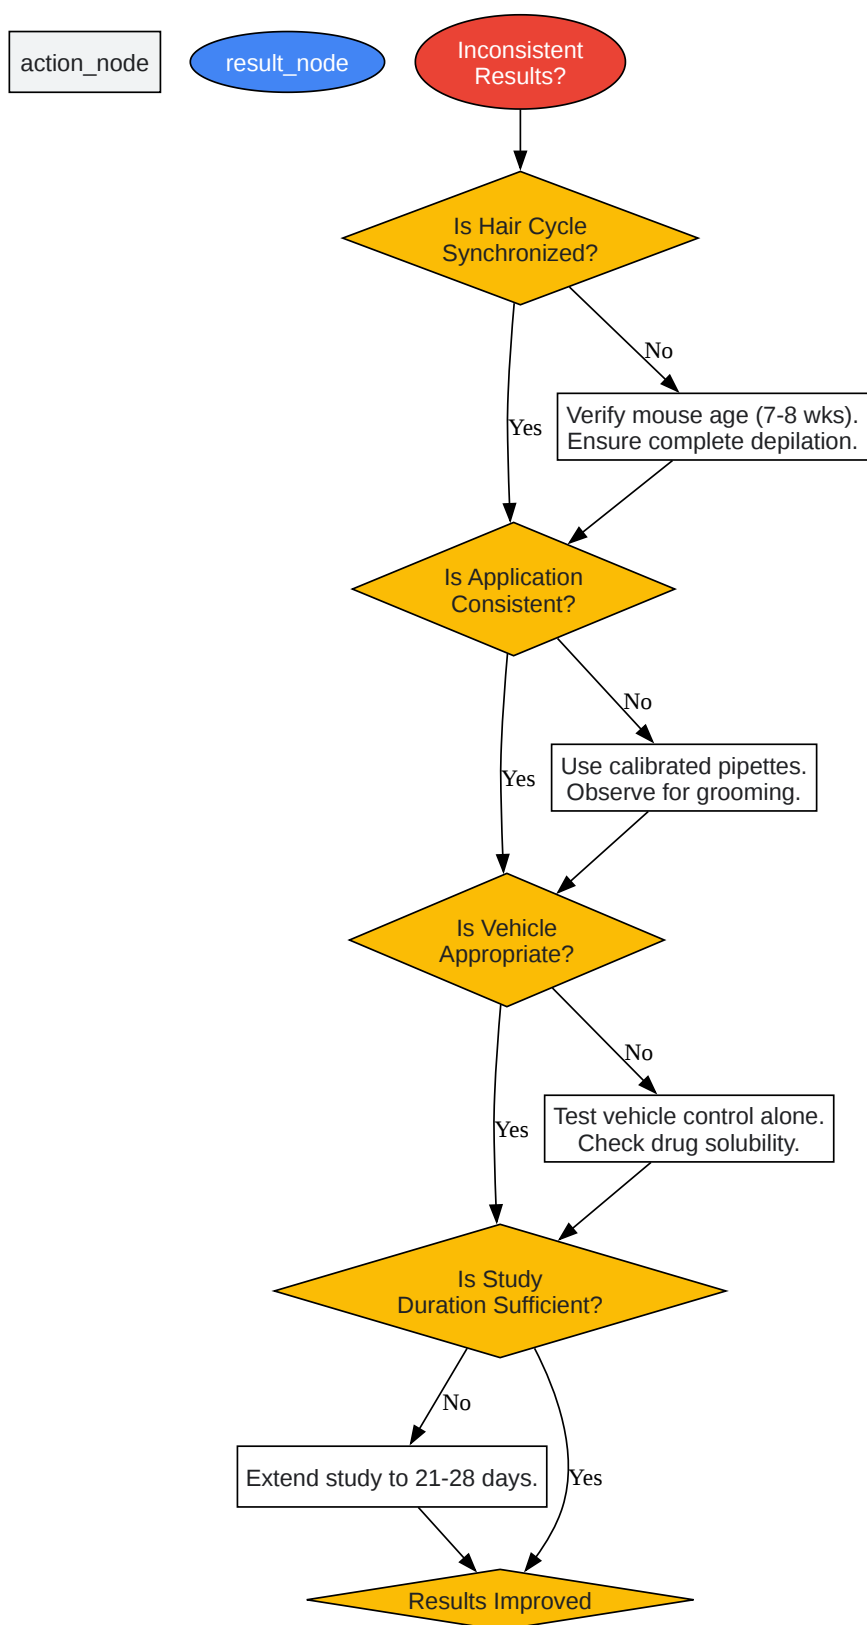 action_node
result_node
Inconsistent
Results?
Is Hair Cycle
Synchronized?
No
Verify mouse age (7-8 wks).
Ensure complete depilation.
Yes
Is Application
Consistent?
No
Use calibrated pipettes.
Observe for grooming.
Yes
Is Vehicle
Appropriate?
No
Test vehicle control alone.
Check drug solubility.
Yes
Is Study
Duration Sufficient?
No
Extend study to 21-28 days.
Yes
Results Improved